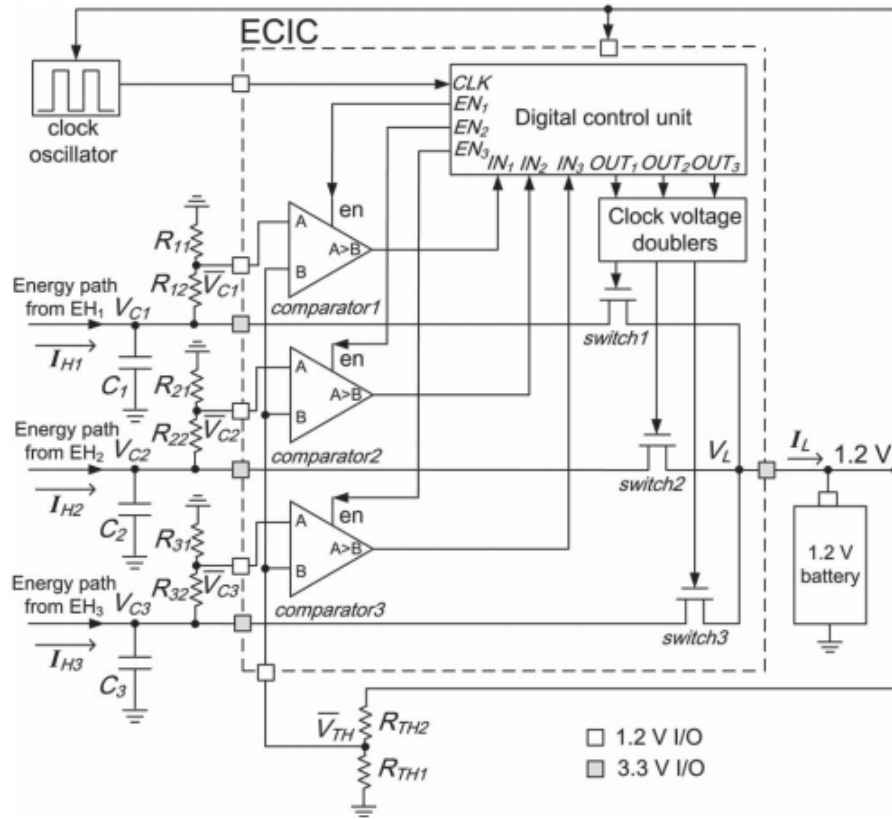 ECIC
clock
oscillator
CLK
EN₁
EN₂
EN₃
Digital control unit
IN₁ IN₂ IN₃ OUT₁ OUT₂ OUT₃
Clock voltage
doublers
en
A
B
A>B
comparator1
R₁₁
R₁₂
V̅C1
Energy path
from EH₁
VC1
IH1
C₁
switch1
en
A
B
A>B
comparator2
R₂₁
R₂₂
V̅C2
Energy path
from EH₂
VC2
IH2
C₂
switch2
VL
IL
1.2 V
1.2 V
battery
en
A
B
A>B
comparator3
R₃₁
R₃₂
V̅C3
Energy path
from EH₃
VC3
IH3
C₃
switch3
V̅TH
RTH2
RTH1
1.2 V I/O
3.3 V I/O